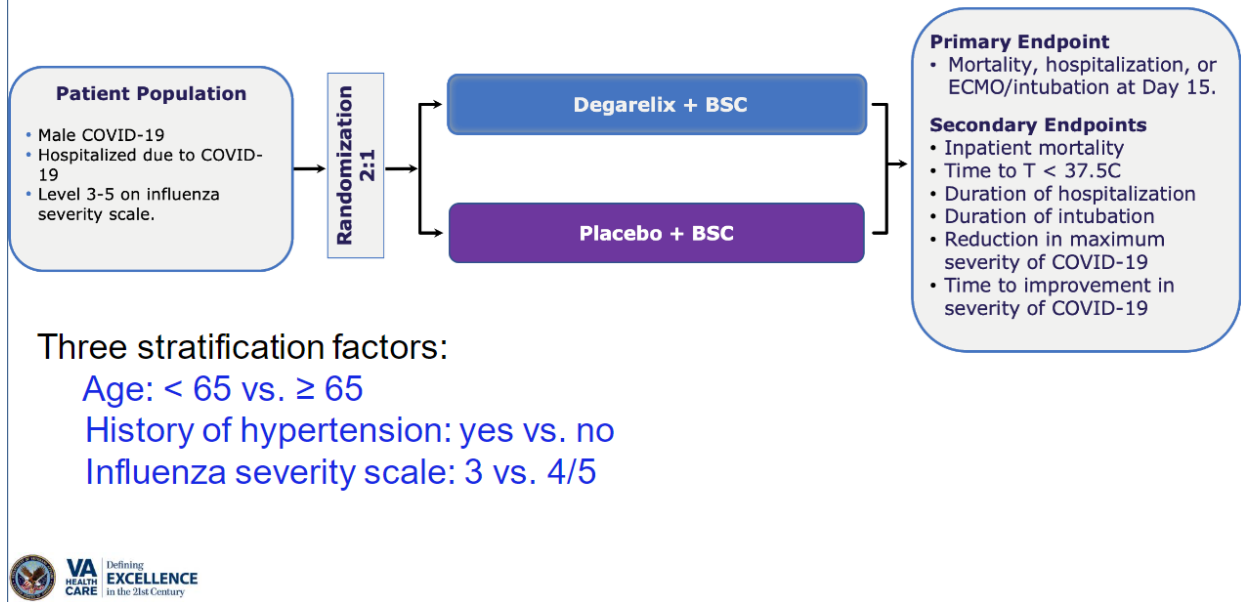 Patient Population
• Male COVID-19
• Hospitalized due to COVID-
19
• Level 3-5 on influenza
severity scale.
Randomization
2:1
Degarelix + BSC
Placebo + BSC
Primary Endpoint
• Mortality, hospitalization, or
ECMO/intubation at Day 15.
Secondary Endpoints
• Inpatient mortality
• Time to T < 37.5C
• Duration of hospitalization
• Duration of intubation
• Reduction in maximum
severity of COVID-19
• Time to improvement in
severity of COVID-19
Three stratification factors:
Age: < 65 vs. ≥ 65
History of hypertension: yes vs. no
Influenza severity scale: 3 vs. 4/5
VA
HEALTH
CARE
Defining
EXCELLENCE
in the 21st Century